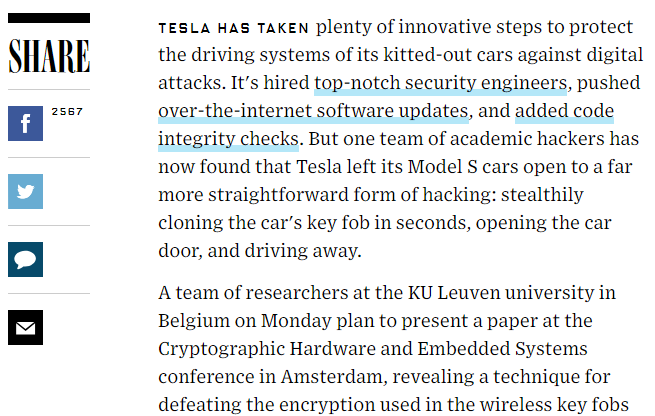 SHARE
2567
TESLA HAS TAKEN plenty of innovative steps to protect
the driving systems of its kitted-out cars against digital
attacks. It's hired top-notch security engineers, pushed
over-the-internet software updates, and added code
integrity checks. But one team of academic hackers has
now found that Tesla left its Model S cars open to a far
more straightforward form of hacking: stealthily
cloning the car's key fob in seconds, opening the car
door, and driving away.
A team of researchers at the KU Leuven university in
Belgium on Monday plan to present a paper at the
Cryptographic Hardware and Embedded Systems
conference in Amsterdam, revealing a technique for
defeating the encryption used in the wireless key fobs